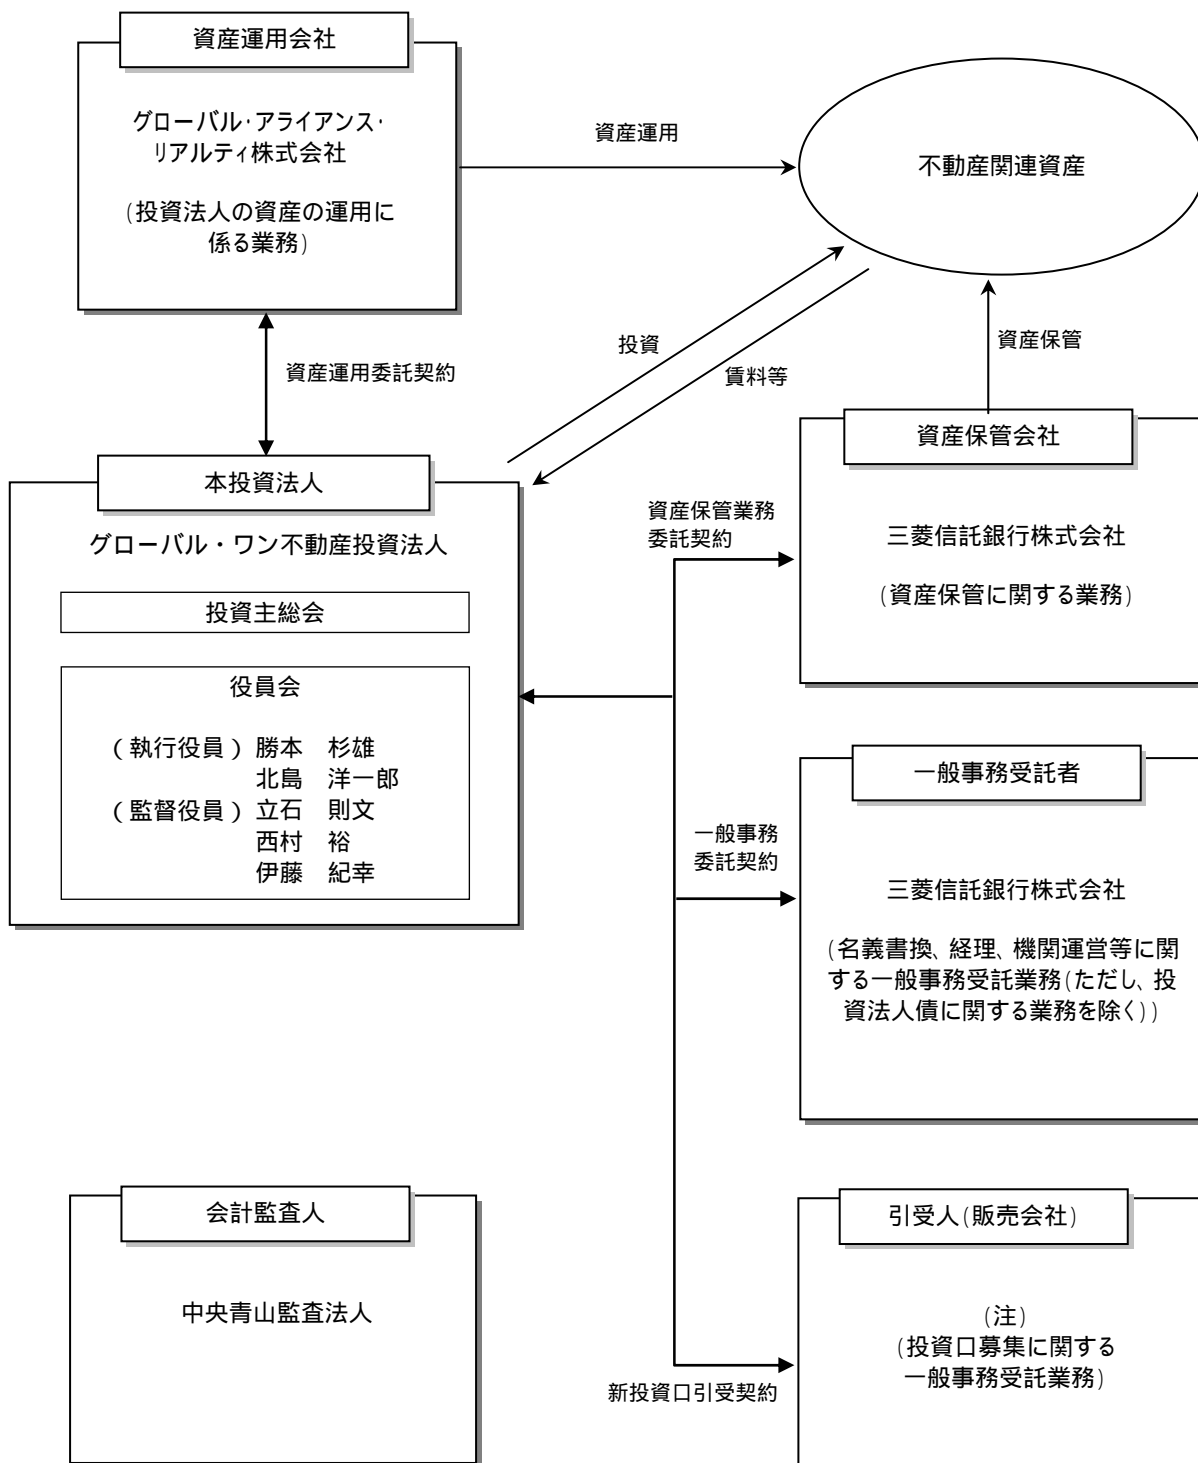 資産運用会社
グローバル・アライアンス・
リアルティ株式会社
(投資法人の資産の運用に
係る業務)
資産運用
不動産関連資産
資産運用委託契約
投資
賃料等
資産保管
本投資法人
グローバル・ワン不動産投資法人
投資主総会
役員会
(執行役員) 勝本 杉雄
北島 洋一郎
(監督役員) 立石 則文
西村 裕
伊藤 紀幸
資産保管業務
委託契約
資産保管会社
三菱信託銀行株式会社
(資産保管に関する業務)
一般事務
委託契約
一般事務受託者
三菱信託銀行株式会社
(名義書換、経理、機関運営等に関
する一般事務受託業務(ただし、投
資法人債に関する業務を除く))
会計監査人
中央青山監査法人
新投資口引受契約
引受人(販売会社)
(注)
(投資口募集に関する
一般事務受託業務)